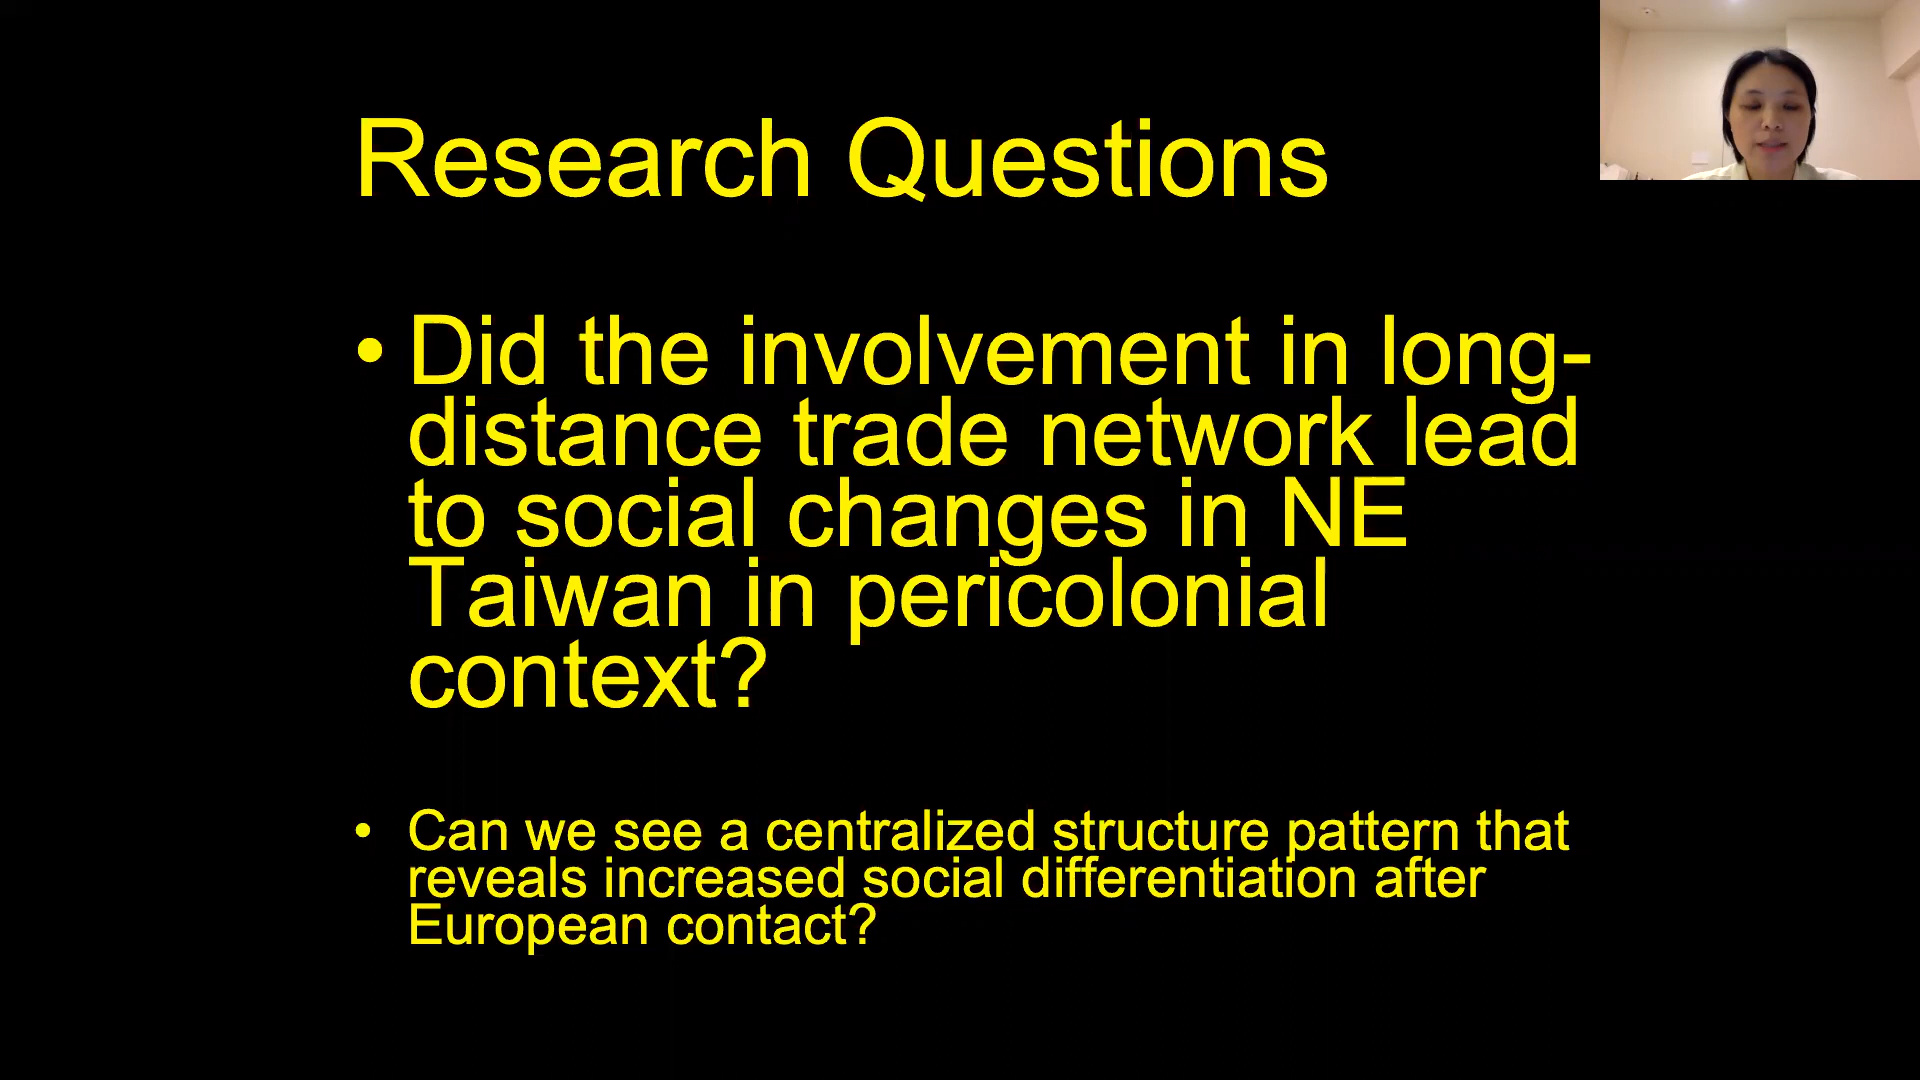 Research Questions
• Did the involvement in long-
distance trade network lead
to social changes in NE
Taiwan in pericolonial
context?
• Can we see a centralized structure pattern that
reveals increased social differentiation after
European contact?